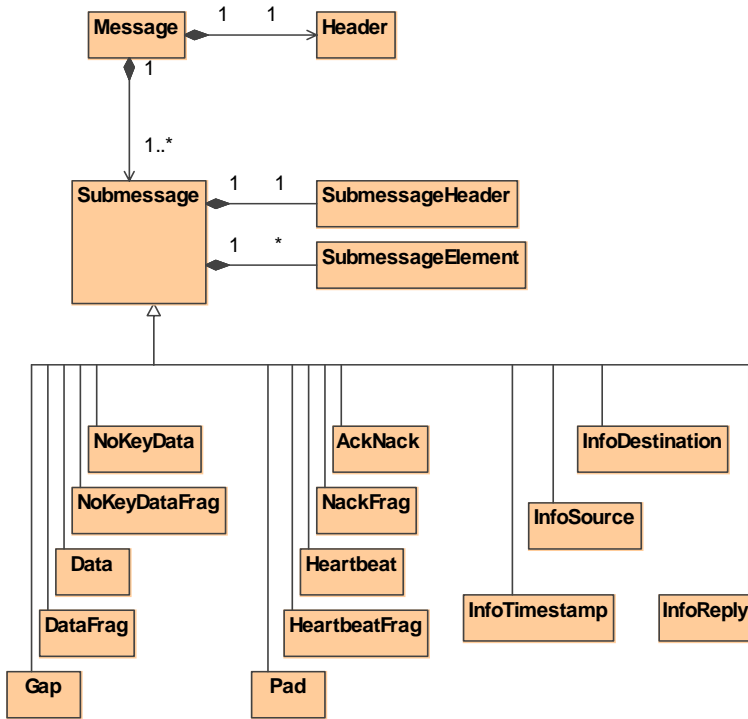 Message
1
1
Header
1
1..*
Submessage
1
1
SubmessageHeader
1
*
SubmessageElement
NoKeyData
AckNack
InfoDestination
NoKeyDataFrag
NackFrag
InfoSource
Data
Heartbeat
InfoTimestamp
InfoReply
DataFrag
HeartbeatFrag
Gap
Pad